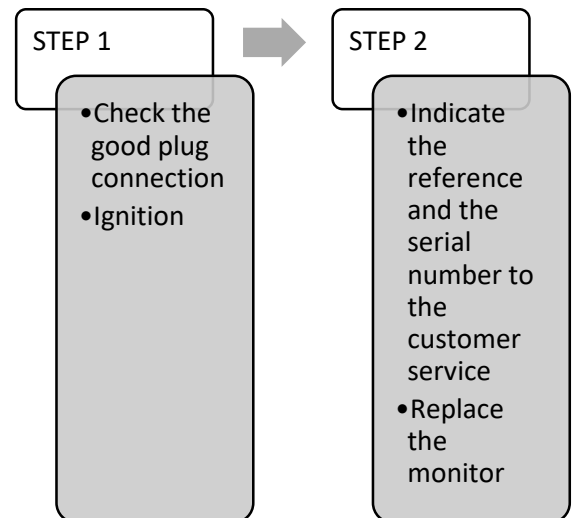 STEP 1
•Check the
good plug
connection
•Ignition
STEP 2
•Indicate
the
reference
and the
serial
number to
the
customer
service
•Replace
the
monitor